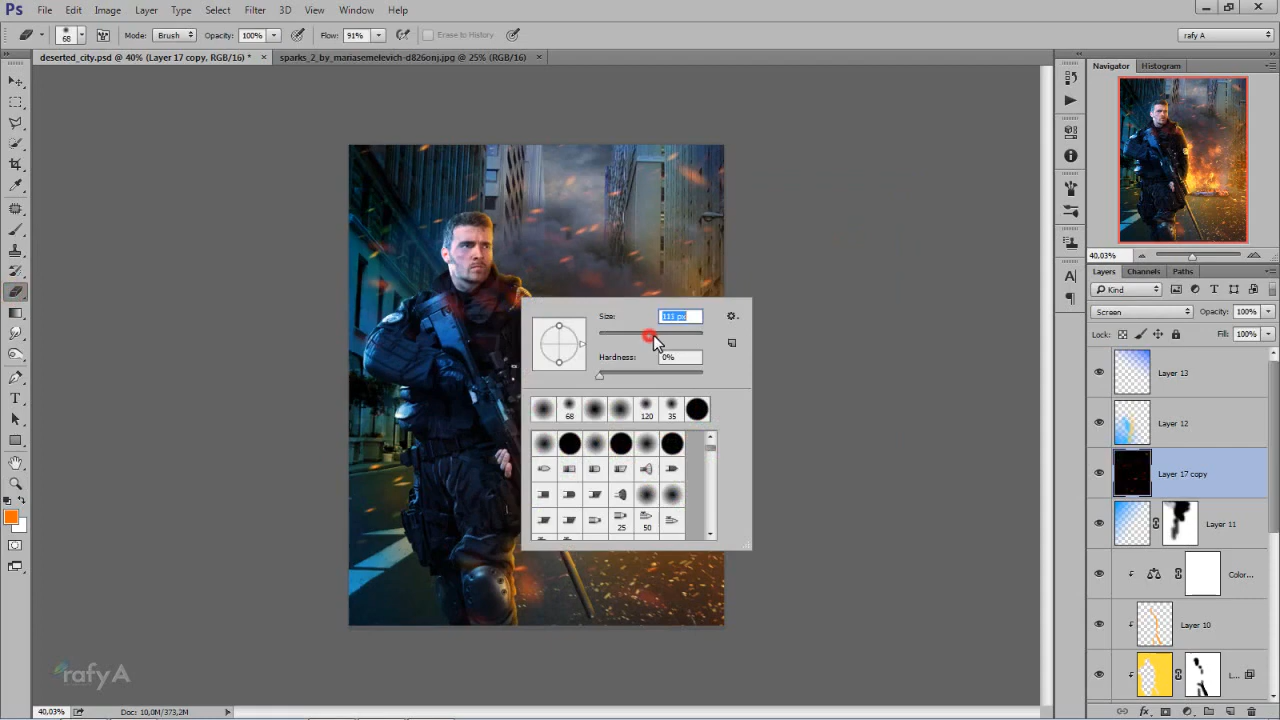 Ps File Edit Image Layer Type Select Filter 3D View Window Help
68 Mode: Brush Opacity: 100% Flow: 91% Erase to History rafy A
deserted_city.psd @ 40% (Layer 17 copy, RGB/16) * × sparks_2_by_mariasemelevich-d826onj.jpg @ 25% (RGB/16) ×
Navigator Histogram
40,03%
Layers Channels Paths
Kind
Screen Opacity: 100%
Lock: Fill: 100%
Layer 13
Layer 12
Layer 17 copy
Layer 11
Color...
Layer 10
L...
Size: 111 px
Hardness: 0%
68 120 35
25 50
rafy A
40,03% Doc: 10,0M/373,2M